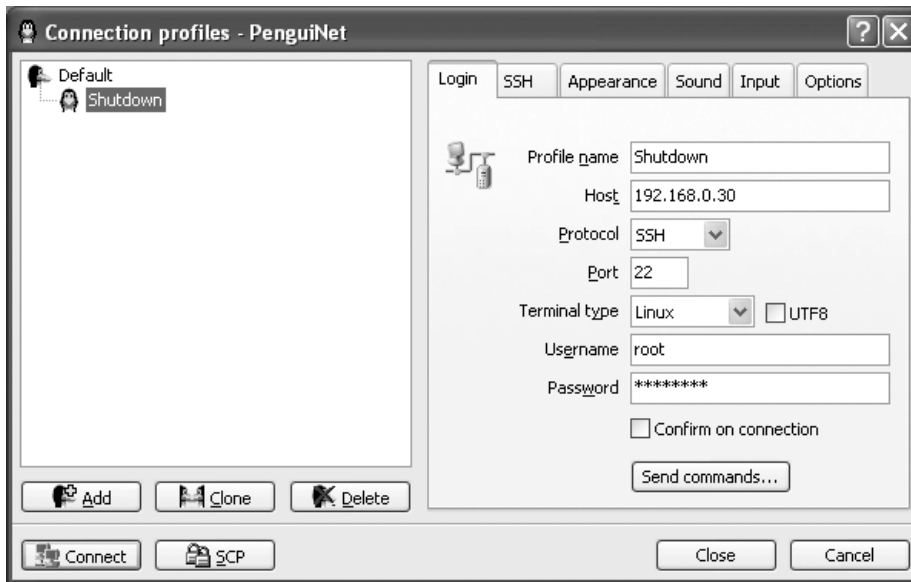 Connection profiles - PenguiNet
Default
Shutdown
Login SSH Appearance Sound Input Options
Profile name Shutdown
Host 192.168.0.30
Protocol SSH
Port 22
Terminal type Linux UTF8
Username root
Password ********
Confirm on connection
Send commands...
Add Clone Delete
Connect SCP Close Cancel